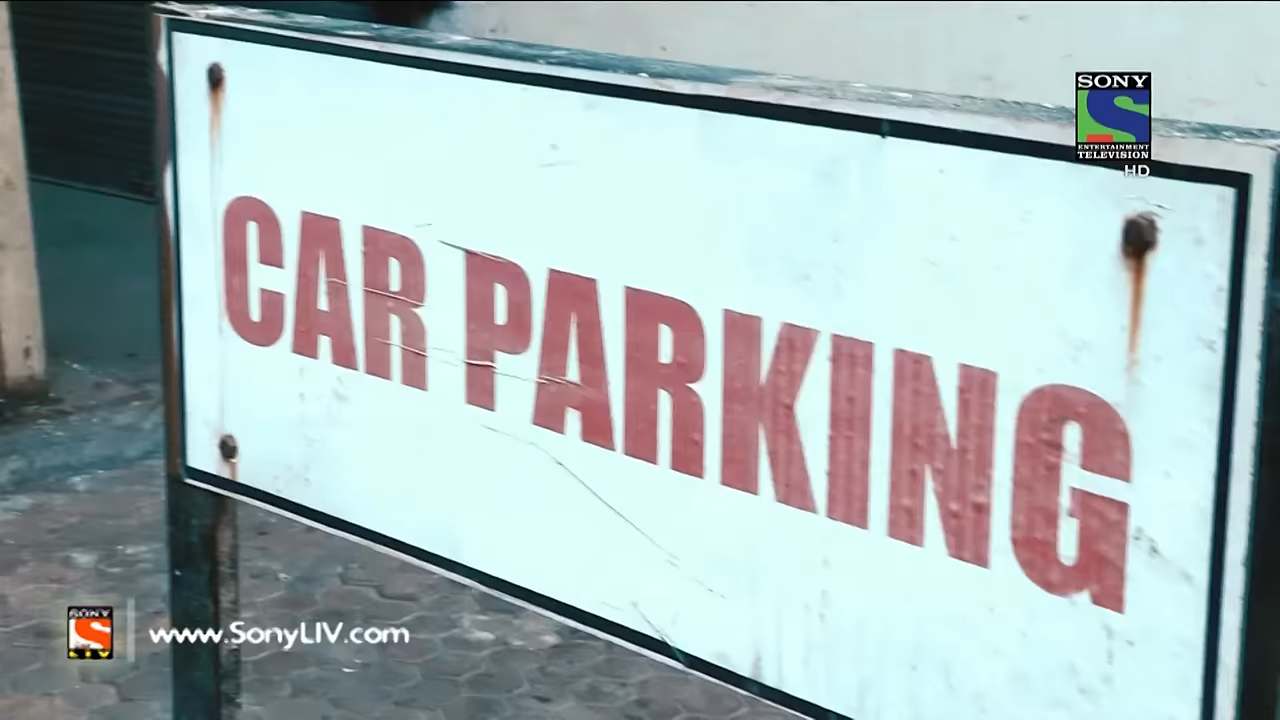 SONY
ENTERTAINMENT
TELEVISION
HD
CAR PARKING
SONY
LIV
www.SonyLIV.com